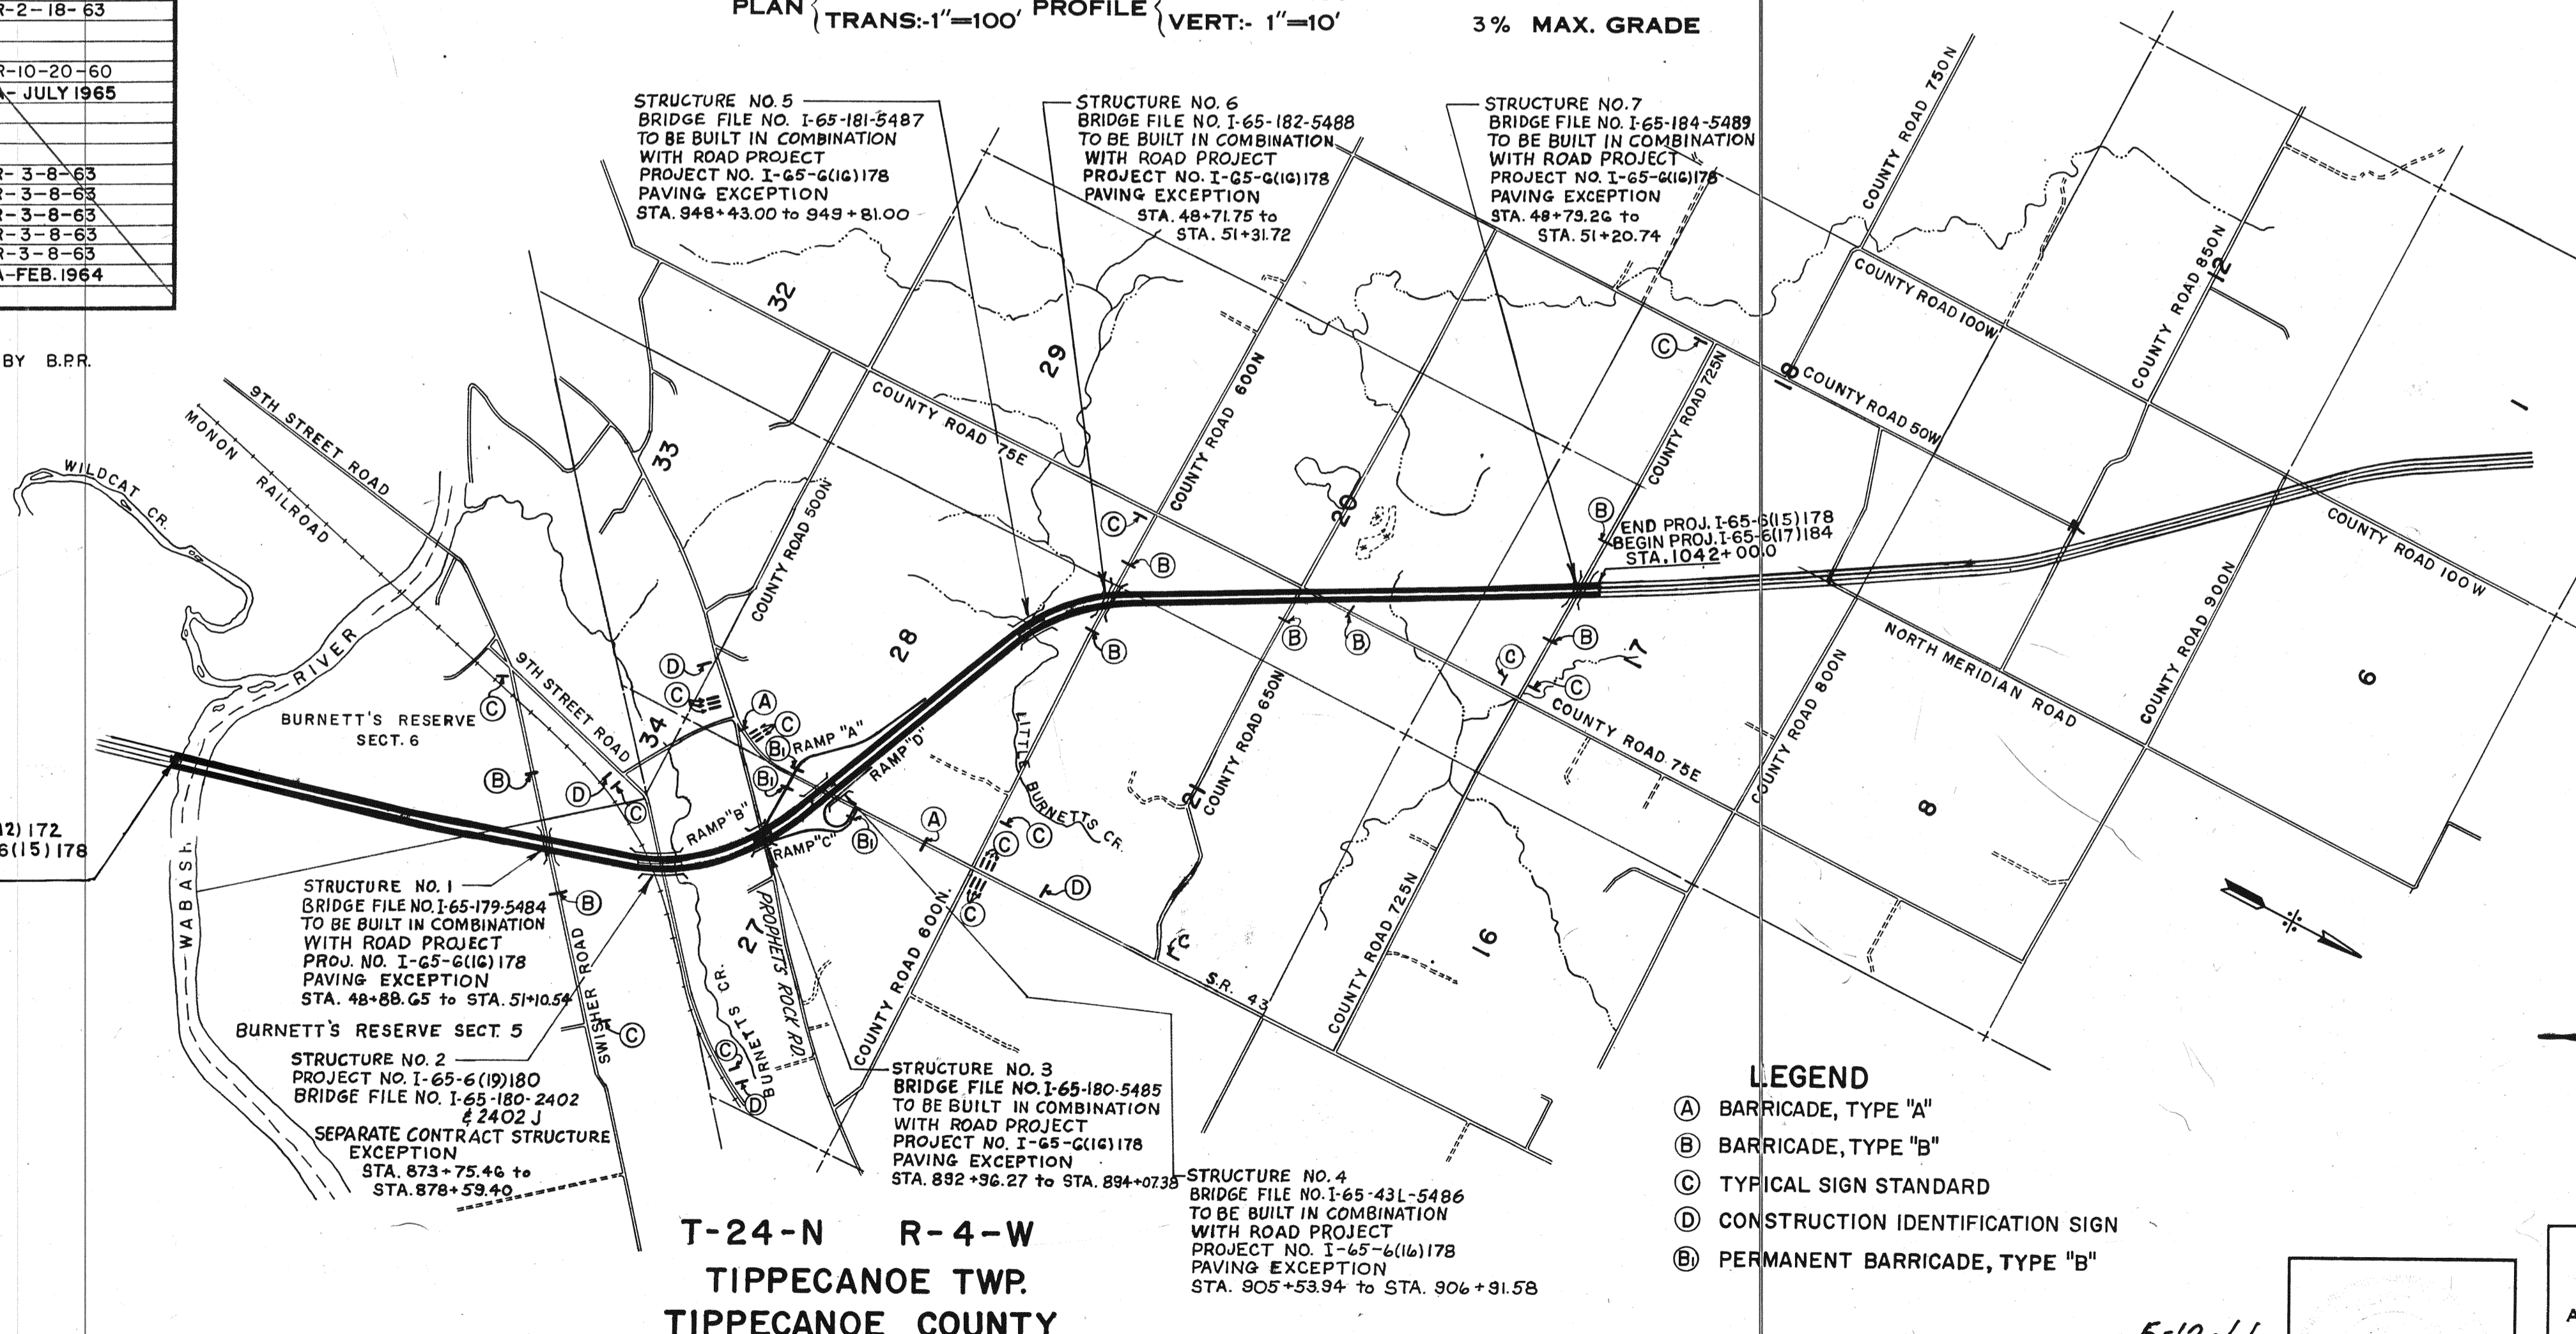 R-2-18-63
R-10-20-60
A-JULY 1965
R-3-8-63
R-3-8-63
R-3-8-63
R-3-8-63
R-3-8-63
A-FEB. 1964
BY B.P.R.
PLAN TRANS:-1"=100' PROFILE VERT:- 1"=10'
3% MAX. GRADE
STRUCTURE NO. 5
BRIDGE FILE NO. I-65-181-5487
TO BE BUILT IN COMBINATION
WITH ROAD PROJECT
PROJECT NO. I-65-6(16)178
PAVING EXCEPTION
STA. 948+43.00 to 949+81.00
STRUCTURE NO. 6
BRIDGE FILE NO. I-65-182-5488
TO BE BUILT IN COMBINATION
WITH ROAD PROJECT
PROJECT NO. I-65-6(16)178
PAVING EXCEPTION
STA. 48+71.75 to
STA. 51+31.72
STRUCTURE NO. 7
BRIDGE FILE NO. I-65-184-5489
TO BE BUILT IN COMBINATION
WITH ROAD PROJECT
PROJECT NO. I-65-6(16)178
PAVING EXCEPTION
STA. 48+79.26 to
STA. 51+20.74
COUNTY ROAD 750N
COUNTY ROAD 850N
12
COUNTY ROAD 100W
18
COUNTY ROAD 50W
1
32
29
33
COUNTY ROAD 75E
COUNTY ROAD 600N
20
COUNTY ROAD 725N
C
C
B
B
B
B
B
B
C
C
17
END PROJ. I-65-6(15)178
BEGIN PROJ. I-65-6(17)184
STA. 1042+00.0
COUNTY ROAD 100 W
COUNTY ROAD 900N
NORTH MERIDIAN ROAD
COUNTY ROAD 800N
6
8
9TH STREET ROAD
MONON RAILROAD
WILDCAT CR.
RIVER
WABASH
BURNETT'S RESERVE
SECT. 6
9TH STREET ROAD
COUNTY ROAD 500N
34
28
D
C
A
C
B1
B1
B1
RAMP "A"
RAMP "D"
RAMP "B"
RAMP "C"
C
B
D
C
B
C
A
C
C
C
D
C
LITTLE BURNETTS CR.
COUNTY ROAD 650N
21
COUNTY ROAD 75E
COUNTY ROAD 725N
16
S.R. 43
COUNTY ROAD 600N.
27
PROPHETS ROCK RD.
BURNETTS CR.
BURNETTS
C
D
SWISHER ROAD
12) 172
6(15) 178
STRUCTURE NO. 1
BRIDGE FILE NO. I-65-179-5484
TO BE BUILT IN COMBINATION
WITH ROAD PROJECT
PROJ. NO. I-65-6(16)178
PAVING EXCEPTION
STA. 48+88.65 to STA. 51+10.54
BURNETT'S RESERVE SECT. 5
STRUCTURE NO. 2
PROJECT NO. I-65-6(19)180
BRIDGE FILE NO. I-65-180-2402
& 2402 J
SEPARATE CONTRACT STRUCTURE
EXCEPTION
STA. 873+75.46 to
STA. 878+59.40
STRUCTURE NO. 3
BRIDGE FILE NO. I-65-180-5485
TO BE BUILT IN COMBINATION
WITH ROAD PROJECT
PROJECT NO. I-65-6(16)178
PAVING EXCEPTION
STA. 892+96.27 to STA. 894+07.38
STRUCTURE NO. 4
BRIDGE FILE NO. I-65-43L-5486
TO BE BUILT IN COMBINATION
WITH ROAD PROJECT
PROJECT NO. I-65-6(16)178
PAVING EXCEPTION
STA. 905+53.94 to STA. 906+91.58
T-24-N R-4-W
TIPPECANOE TWP.
TIPPECANOE COUNTY
LEGEND
A BARRICADE, TYPE "A"
B BARRICADE, TYPE "B"
C TYPICAL SIGN STANDARD
D CONSTRUCTION IDENTIFICATION SIGN
B1 PERMANENT BARRICADE, TYPE "B"